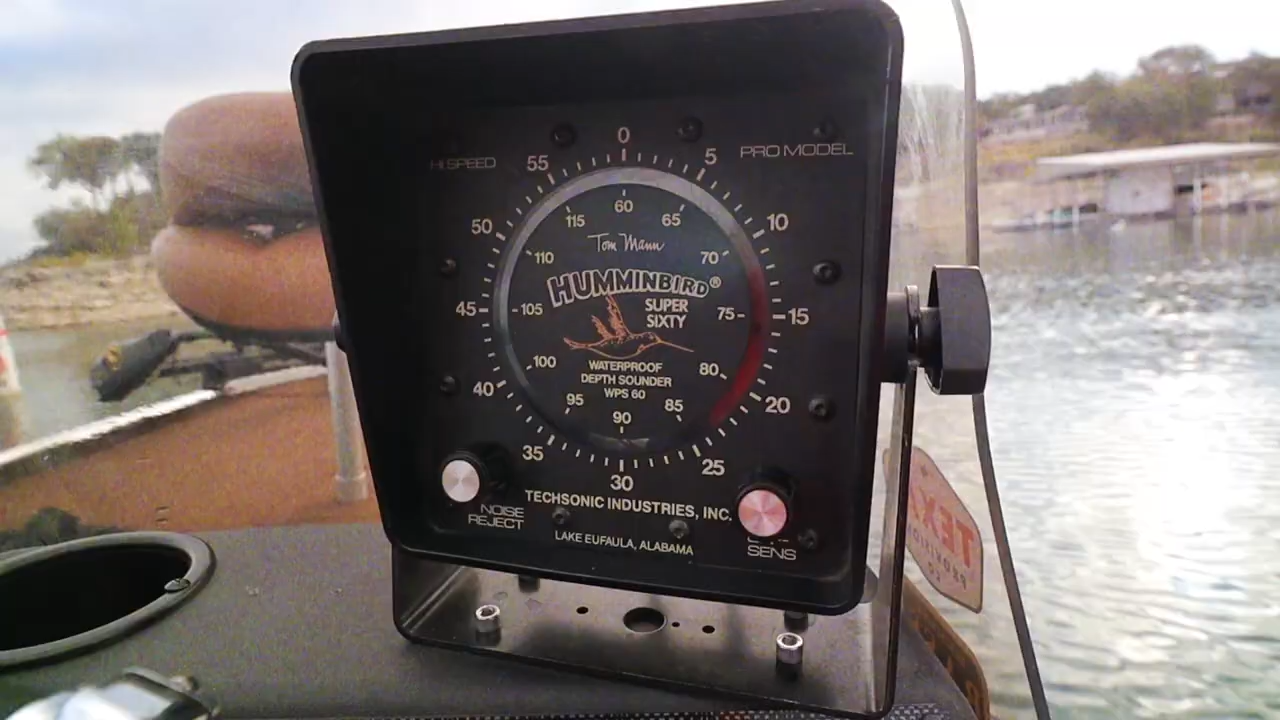 HI SPEED
PRO MODEL
0
5
10
15
20
25
30
35
40
45
50
55
60
65
70
75
80
85
90
95
100
105
110
115
Tom Mann
HUMMINBIRD®
SUPER
SIXTY
WATERPROOF
DEPTH SOUNDER
WPS 60
TECHSONIC INDUSTRIES, INC.
LAKE EUFAULA, ALABAMA
NOISE
REJECT
SENS